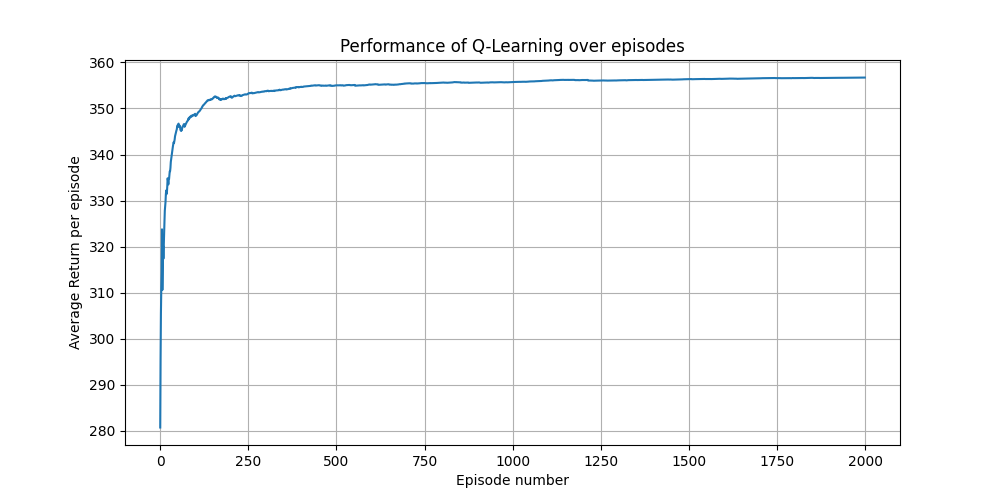 Performance of Q-Learning over episodes
Average Return per episode
360
350
340
330
320
310
300
290
280
0 250 500 750 1000 1250 1500 1750 2000
Episode number